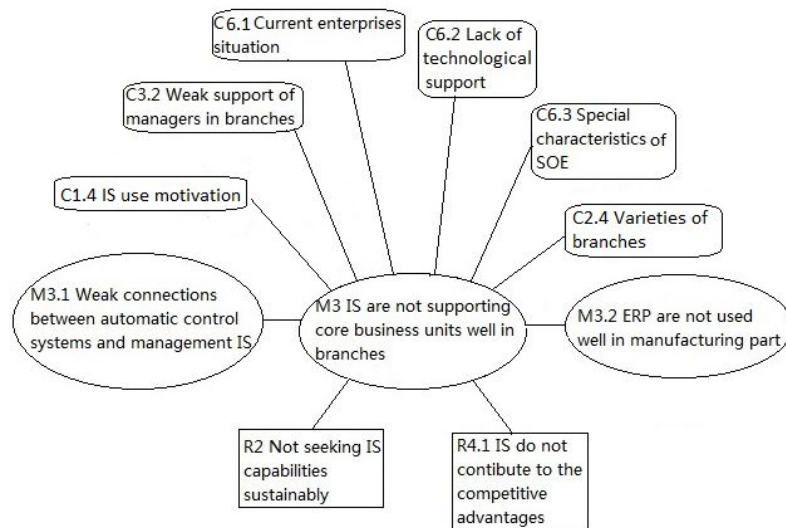 C6.1 Current enterprises
situation
C6.2 Lack of
technological
support
C3.2 Weak support of
managers in branches
C6.3 Special
characteristics of
SOE
C1.4 IS use motivation
C2.4 Varieties of
branches
M3.1 Weak connections
between automatic control
systems and management IS
M3 IS are not supporting
core business units well in
branches
M3.2 ERP are not used
well in manufacturing part
R2 Not seeking IS
capabilities
sustainably
R4.1 IS do not
contibute to the
competitive
advantages